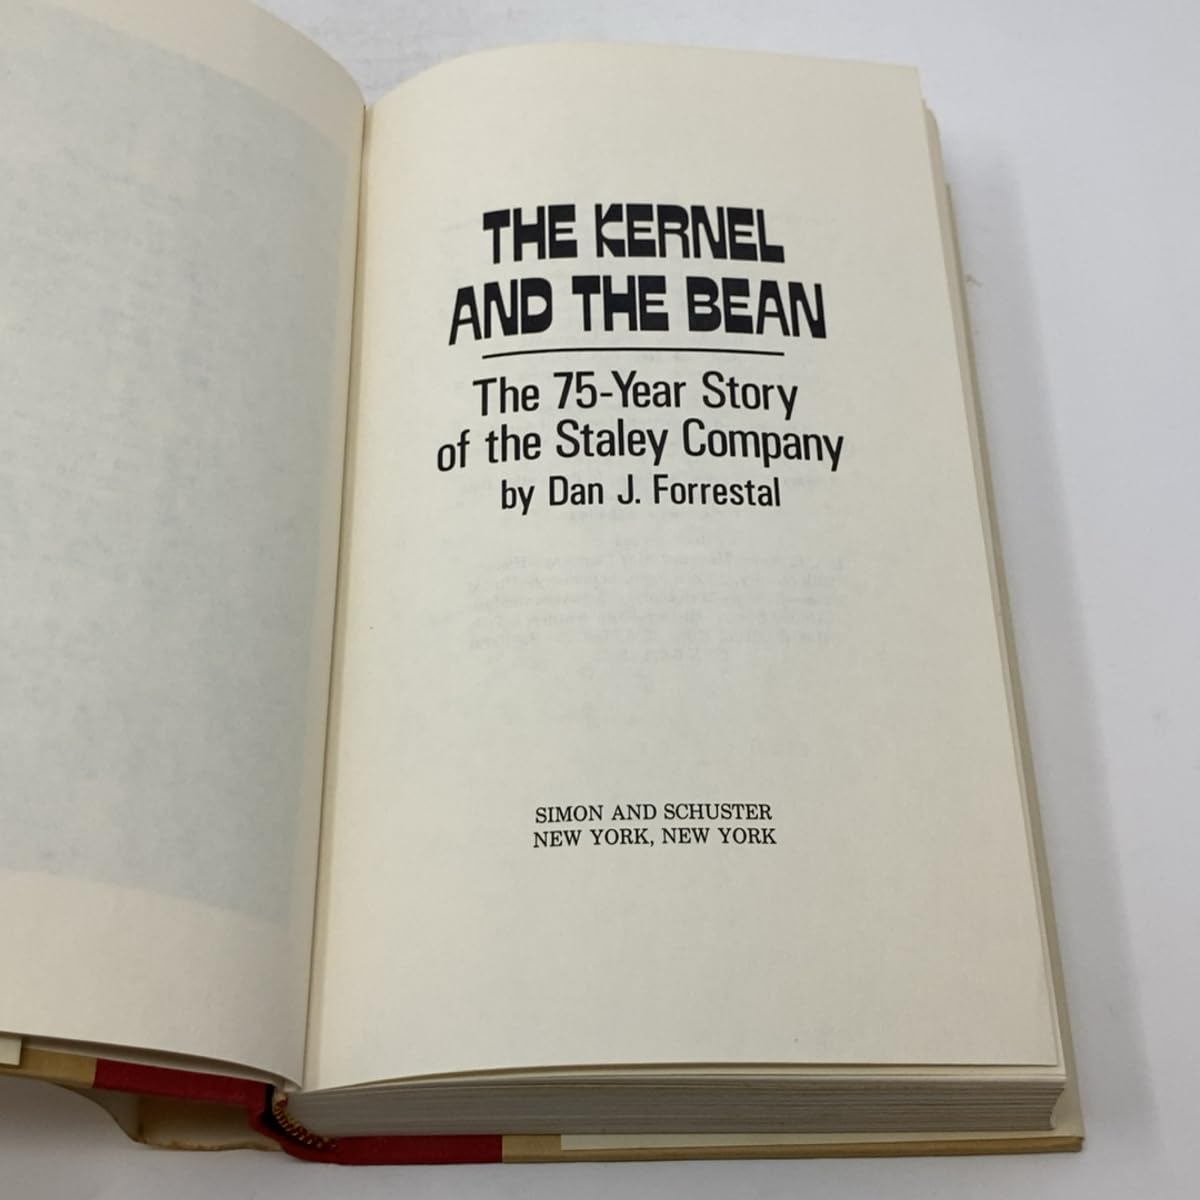 THE KERNEL
AND THE BEAN
The 75-Year Story
of the Staley Company
by Dan J. Forrestal
SIMON AND SCHUSTER
NEW YORK, NEW YORK